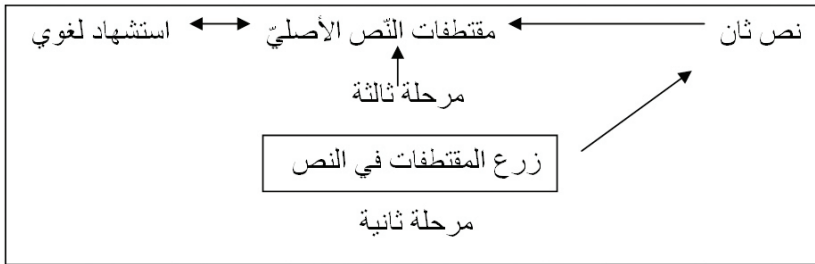 نص ثان مقتطفات النّص الأصليّ استشهاد لغوي
مرحلة ثالثة
زرع المقتطفات في النص
مرحلة ثانية